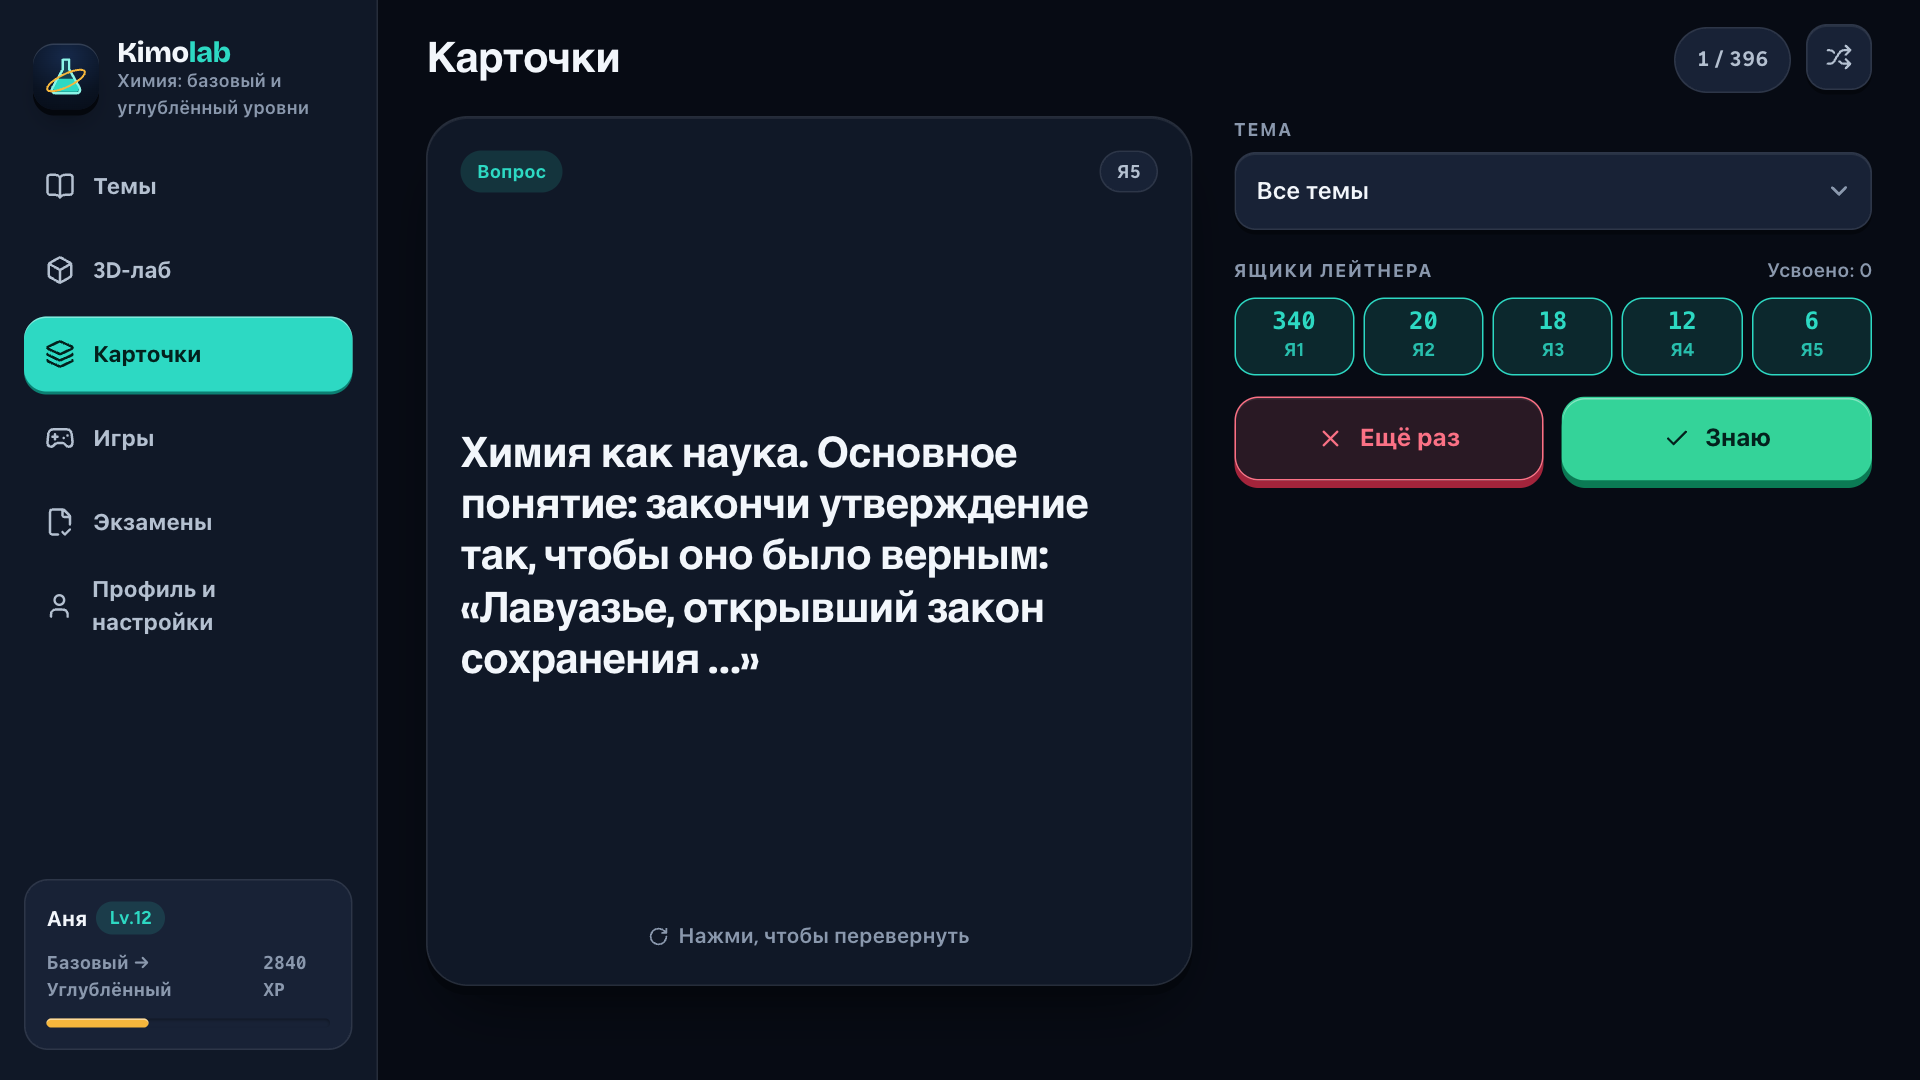 Kimolab
Химия: базовый и
углублённый уровни
Темы
3D-лаб
Карточки
Игры
Экзамены
Профиль и
настройки
Аня Lv.12
Базовый → 2840
Углублённый XP
Карточки
1 / 396
Вопрос Я5
Химия как наука. Основное
понятие: закончи утверждение
так, чтобы оно было верным:
«Лавуазье, открывший закон
сохранения ...»
Нажми, чтобы перевернуть
ТЕМА
Все темы
ЯЩИКИ ЛЕЙТНЕРА Усвоено: 0
340 20 18 12 6
Я1 Я2 Я3 Я4 Я5
Ещё раз Знаю